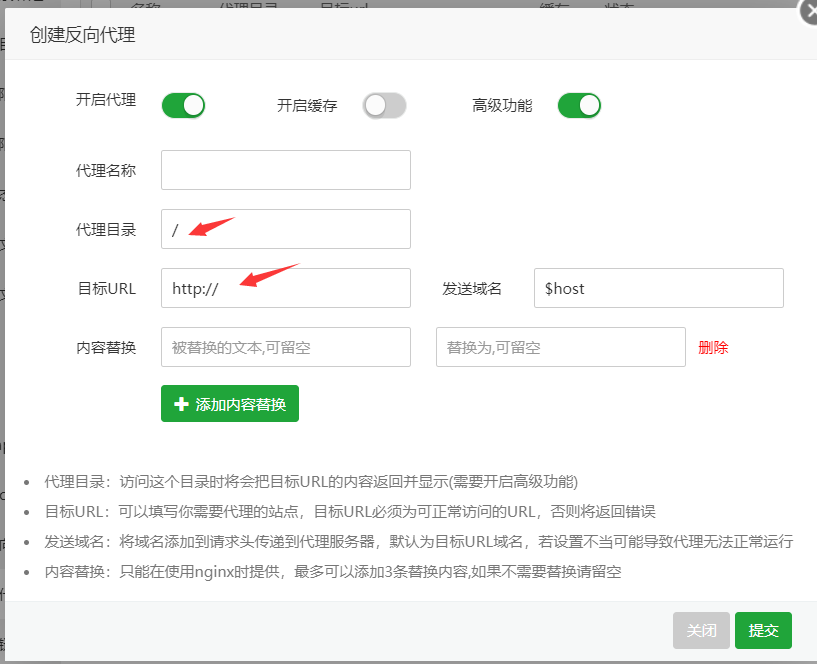 创建反向代理
开启代理 开启缓存 高级功能
代理名称
代理目录 /
目标URL http:// 发送域名 $host
内容替换 被替换的文本,可留空 替换为,可留空 删除
添加内容替换
代理目录：访问这个目录时将会把目标URL的内容返回并显示(需要开启高级功能)
目标URL：可以填写你需要代理的站点，目标URL必须为可正常访问的URL，否则将返回错误
发送域名：将域名添加到请求头传递到代理服务器，默认为目标URL域名，若设置不当可能导致代理无法正常运行
内容替换：只能在使用nginx时提供，最多可以添加3条替换内容,如果不需要替换请留空
关闭 提交